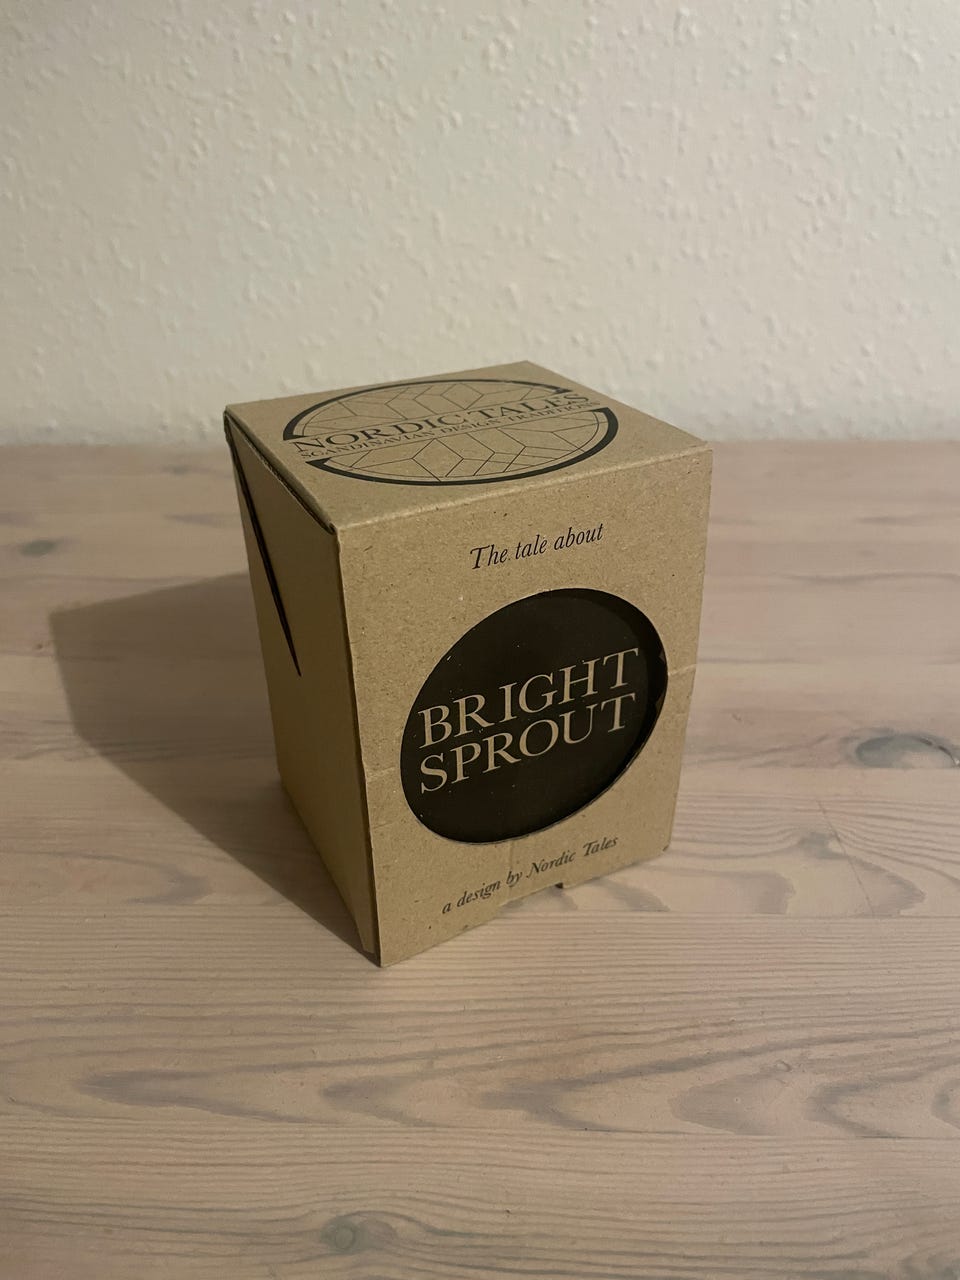 NORDIC TALES
SCANDINAVIAN DESIGN TRADITIONS
The tale about
BRIGHT
SPROUT
a design by Nordic Tales